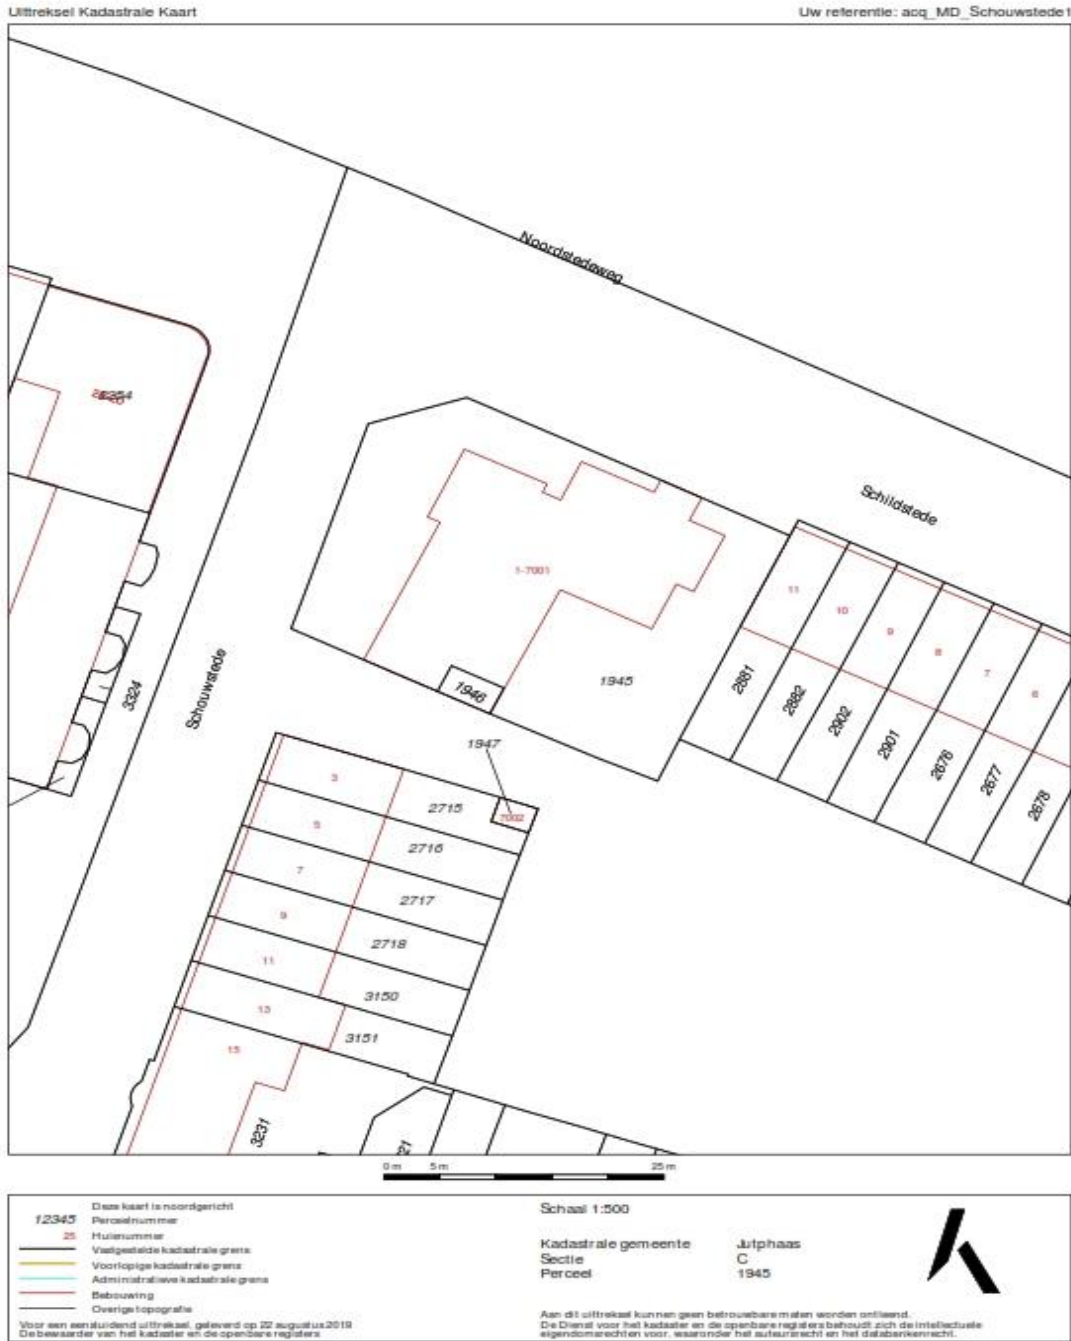 Uittreksel Kadastrale Kaart
Uw referentie: acq_MD_Schouwstede1
Noordstedeweg
Schildstede
1-7001
11
10
9
8
7
6
1945
1946
2881
2882
2902
2901
2676
2677
2678
3324
Schouwstede
1947
7002
3
2715
5
2716
7
2717
9
2718
11
3150
13
3151
15
3231
21
0 m 5 m 25 m
Deze kaart is noordgericht
12345 Perceelnummer
25 Huisnummer
Vastgestelde kadastrale grens
Voorlopige kadastrale grens
Administratieve kadastrale grens
Bebouwing
Overige topografie
Voor een eensluidend uittreksel, geleverd op 22 augustus 2019
De bewaarder van het kadaster en de openbare registers
Schaal 1:500
Kadastrale gemeente Jutphaas
Sectie C
Perceel 1945
Aan dit uittreksel kunnen geen betrouwbare maten worden ontleend.
De Dienst voor het kadaster en de openbare registers behoudt zich de intellectuele
eigendomsrechten voor, waaronder het auteursrecht en het databankenrecht.